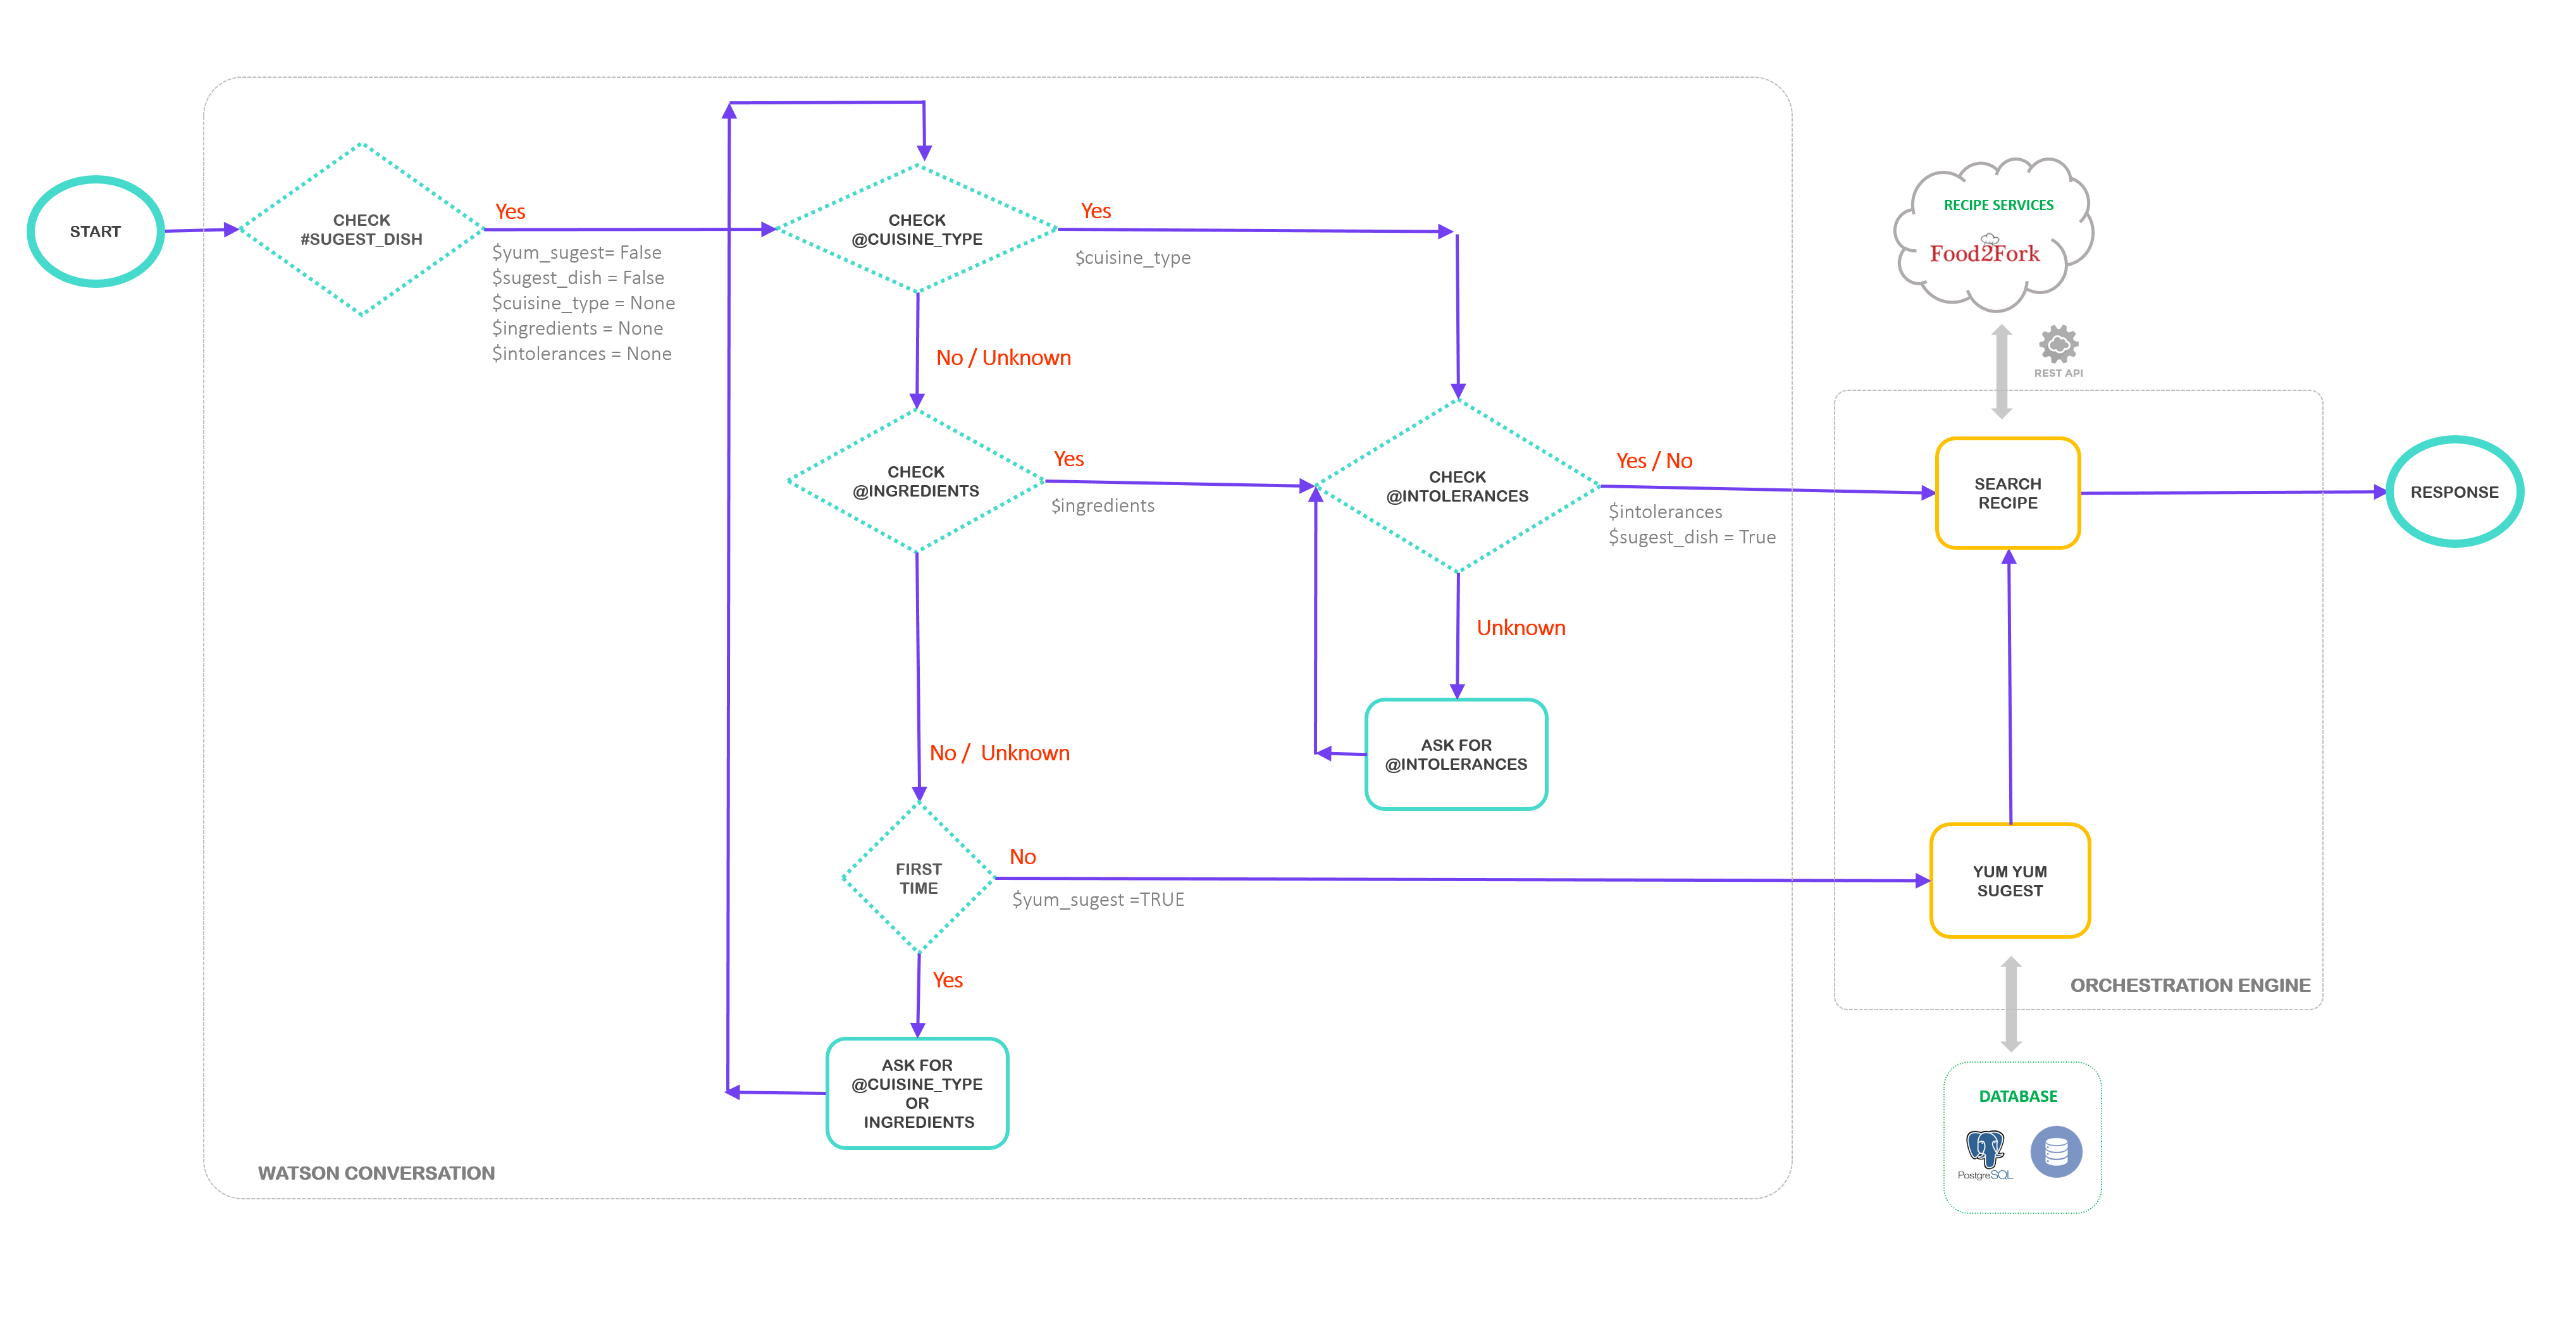 START
CHECK
#SUGEST_DISH
Yes
$yum_sugest= False
$sugest_dish = False
$cuisine_type = None
$ingredients = None
$intolerances = None
CHECK
@CUISINE_TYPE
Yes
$cuisine_type
No / Unknown
CHECK
@INGREDIENTS
Yes
$ingredients
CHECK
@INTOLERANCES
Yes / No
$intolerances
$sugest_dish = True
Unknown
ASK FOR
@INTOLERANCES
No /  Unknown
FIRST
TIME
No
$yum_sugest =TRUE
Yes
ASK FOR
@CUISINE_TYPE
OR
INGREDIENTS
WATSON CONVERSATION
RECIPE SERVICES
Food2Fork
REST API
SEARCH
RECIPE
RESPONSE
YUM YUM
SUGEST
ORCHESTRATION ENGINE
DATABASE
PostgreSQL